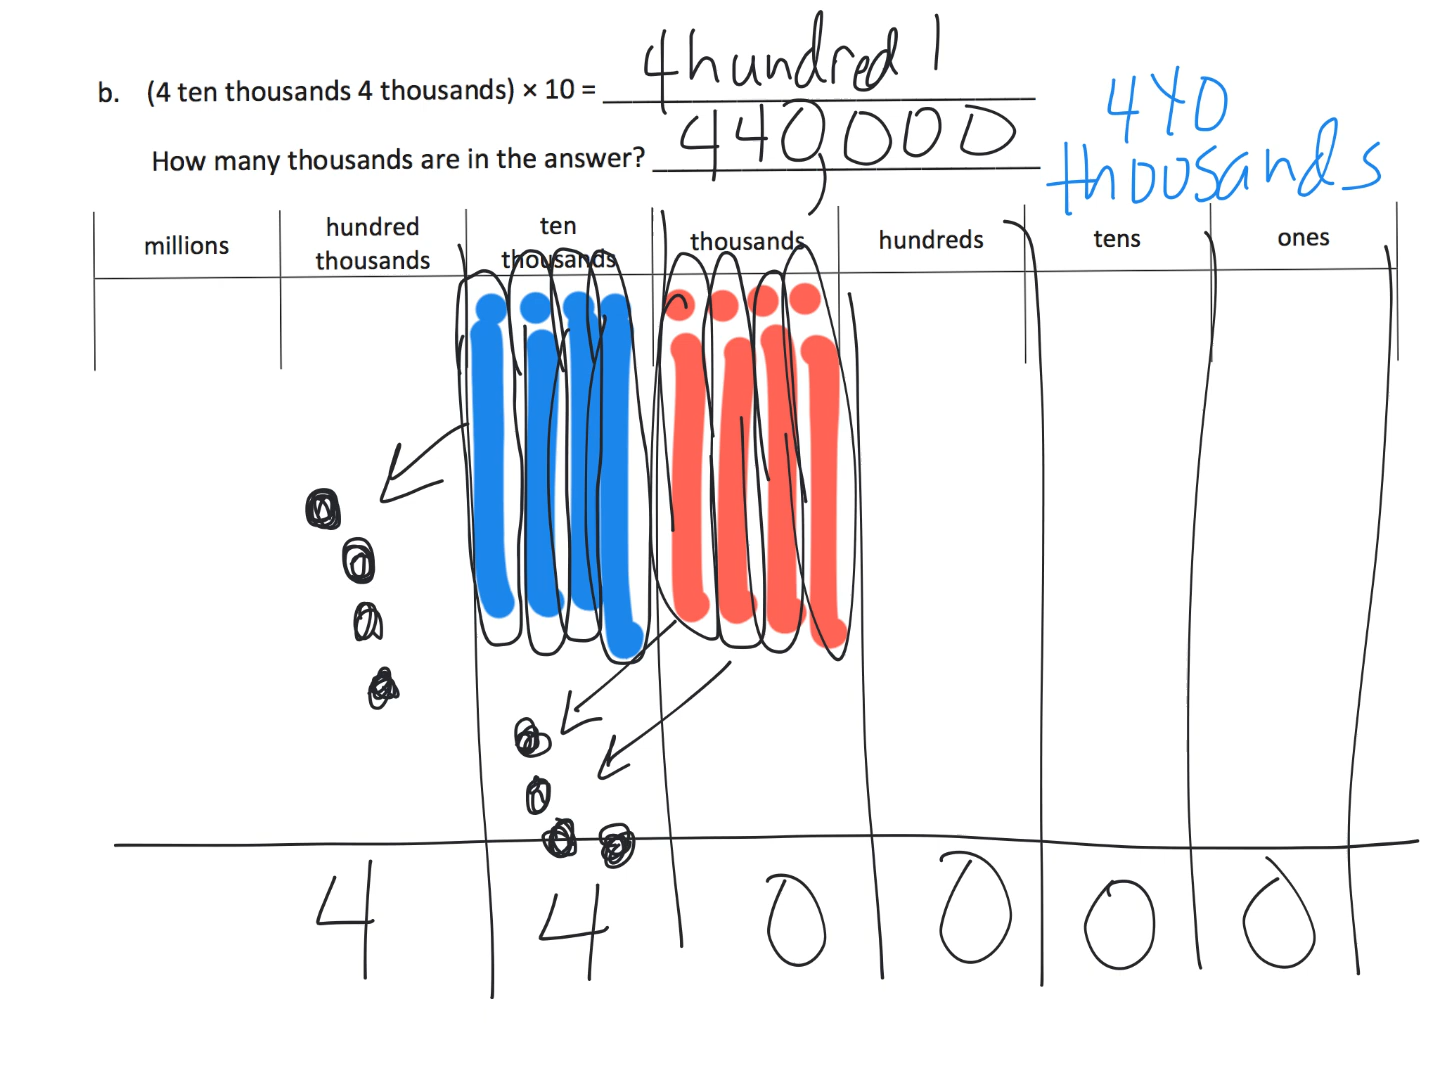 b. (4 ten thousands 4 thousands) × 10 = 4 hundred 1
How many thousands are in the answer? 440,000
440
thousands
millions hundred thousands ten thousands thousands hundreds tens ones
4 4 0 0 0 0